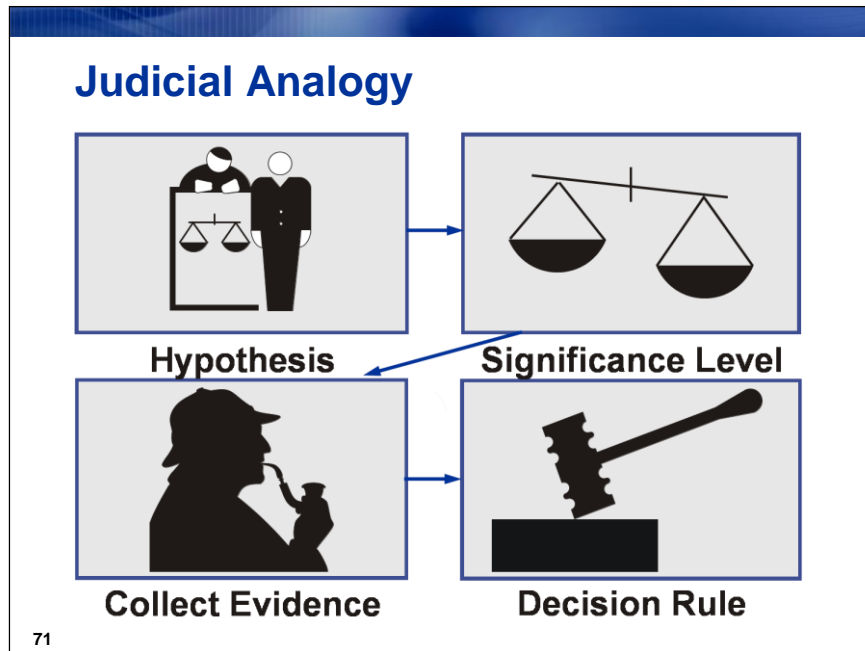 Judicial Analogy
Hypothesis
Significance Level
Collect Evidence
Decision Rule
71